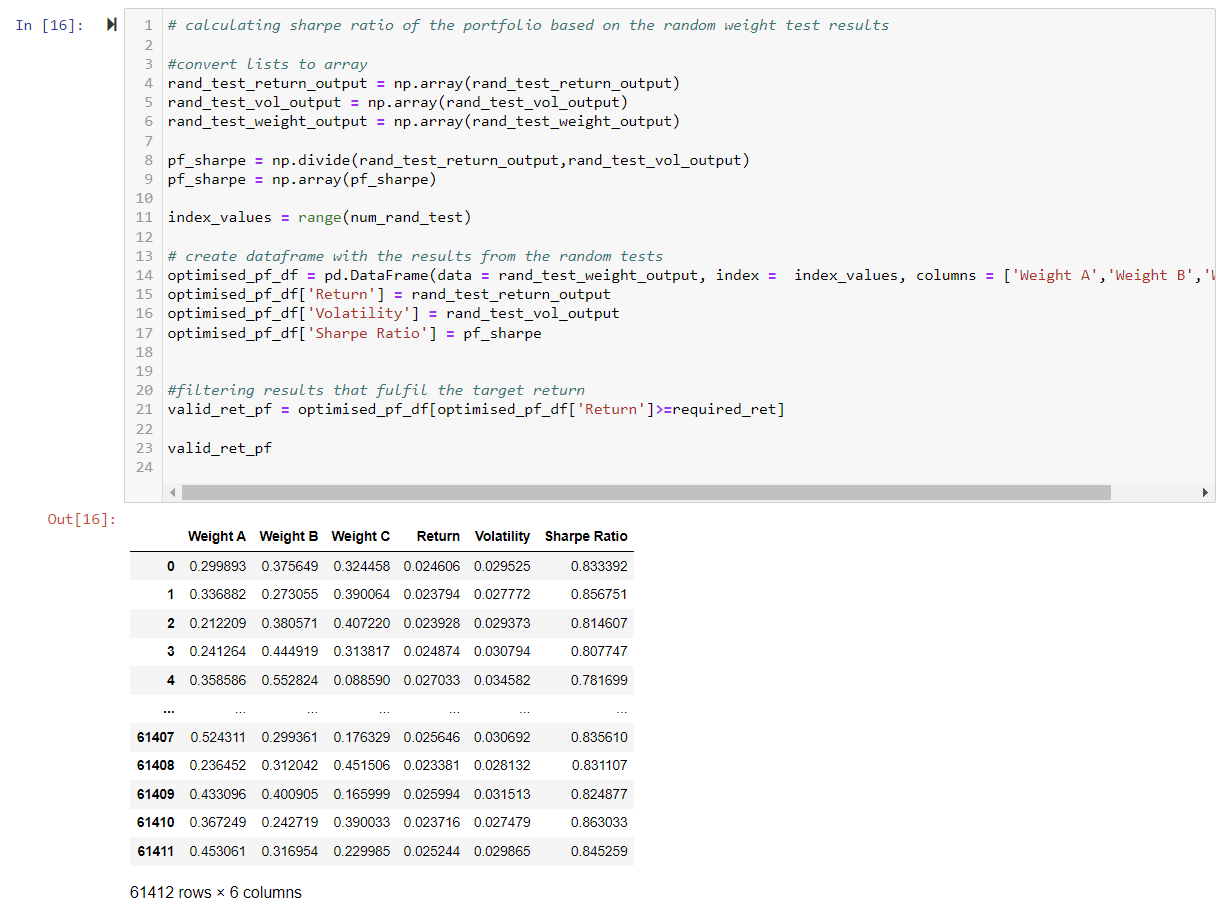 In [16]:
1 # calculating sharpe ratio of the portfolio based on the random weight test results
2
3 #convert lists to array
4 rand_test_return_output = np.array(rand_test_return_output)
5 rand_test_vol_output = np.array(rand_test_vol_output)
6 rand_test_weight_output = np.array(rand_test_weight_output)
7
8 pf_sharpe = np.divide(rand_test_return_output,rand_test_vol_output)
9 pf_sharpe = np.array(pf_sharpe)
10
11 index_values = range(num_rand_test)
12
13 # create dataframe with the results from the random tests
14 optimised_pf_df = pd.DataFrame(data = rand_test_weight_output, index =  index_values, columns = ['Weight A','Weight B','
15 optimised_pf_df['Return'] = rand_test_return_output
16 optimised_pf_df['Volatility'] = rand_test_vol_output
17 optimised_pf_df['Sharpe Ratio'] = pf_sharpe
18
19
20 #filtering results that fulfil the target return
21 valid_ret_pf = optimised_pf_df[optimised_pf_df['Return']>=required_ret]
22
23 valid_ret_pf
24
Out[16]:
Weight A Weight B Weight C Return Volatility Sharpe Ratio
0 0.299893 0.375649 0.324458 0.024606 0.029525 0.833392
1 0.336882 0.273055 0.390064 0.023794 0.027772 0.856751
2 0.212209 0.380571 0.407220 0.023928 0.029373 0.814607
3 0.241264 0.444919 0.313817 0.024874 0.030794 0.807747
4 0.358586 0.552824 0.088590 0.027033 0.034582 0.781699
... ... ... ... ... ... ...
61407 0.524311 0.299361 0.176329 0.025646 0.030692 0.835610
61408 0.236452 0.312042 0.451506 0.023381 0.028132 0.831107
61409 0.433096 0.400905 0.165999 0.025994 0.031513 0.824877
61410 0.367249 0.242719 0.390033 0.023716 0.027479 0.863033
61411 0.453061 0.316954 0.229985 0.025244 0.029865 0.845259
61412 rows × 6 columns